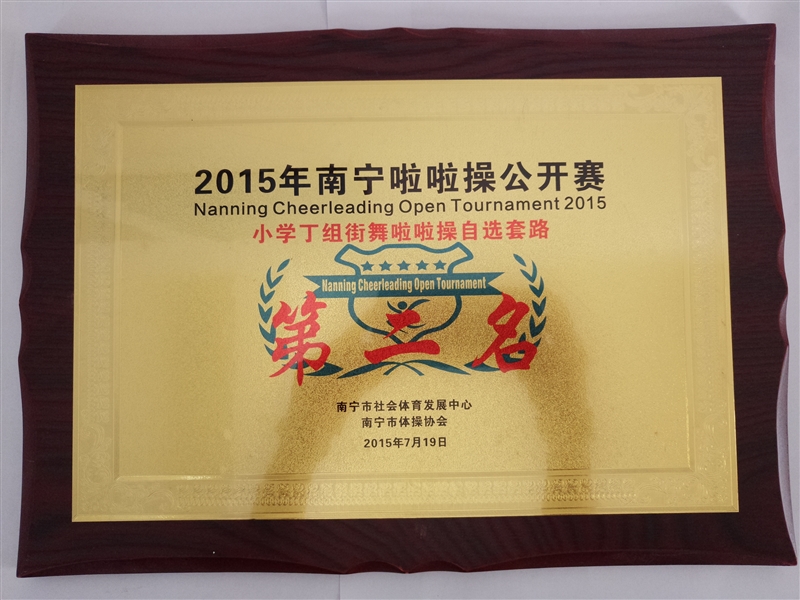 2015年南宁啦啦操公开赛
Nanning Cheerleading Open Tournament 2015
小学丁组街舞啦啦操自选套路
Nanning Cheerleading Open Tournament
第二名
南宁市社会体育发展中心
南宁市体操协会
2015年7月19日